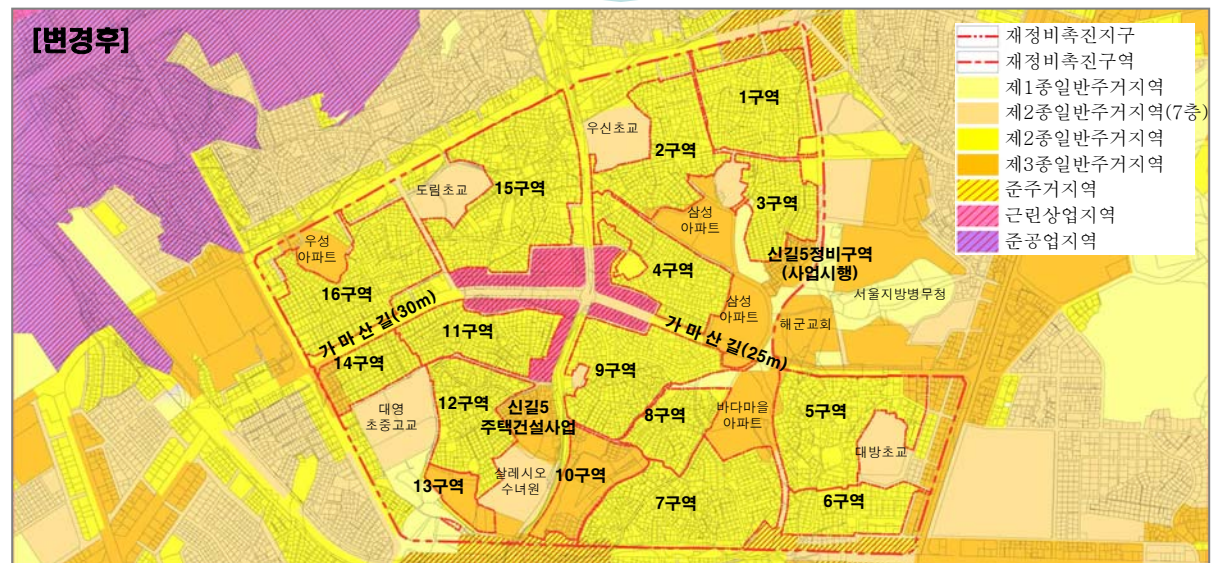 [변경후]
재정비촉진지구
재정비촉진구역
제1종일반주거지역
제2종일반주거지역(7층)
제2종일반주거지역
제3종일반주거지역
준주거지역
근린상업지역
준공업지역
1구역
우신초교
2구역
15구역
도림초교
3구역
삼성
아파트
우성
아파트
신길5정비구역
(사업시행)
4구역
16구역
서울지방병무청
삼성
아파트
해군교회
가 마 산 길(30m)
가 마 산 길(25m)
11구역
14구역
9구역
12구역
대영
초중고교
신길5
주택건설사업
8구역
바다마을
아파트
5구역
대방초교
13구역
살레시오
수녀원
10구역
7구역
6구역